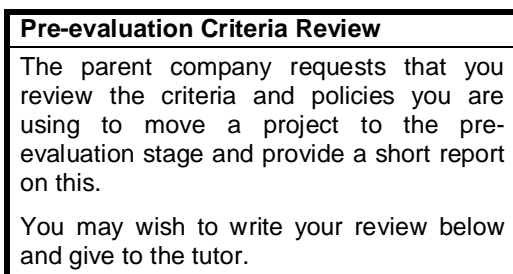 Pre-evaluation Criteria Review
The parent company requests that you
review the criteria and policies you are
using to move a project to the pre-
evaluation stage and provide a short report
on this.
You may wish to write your review below
and give to the tutor.